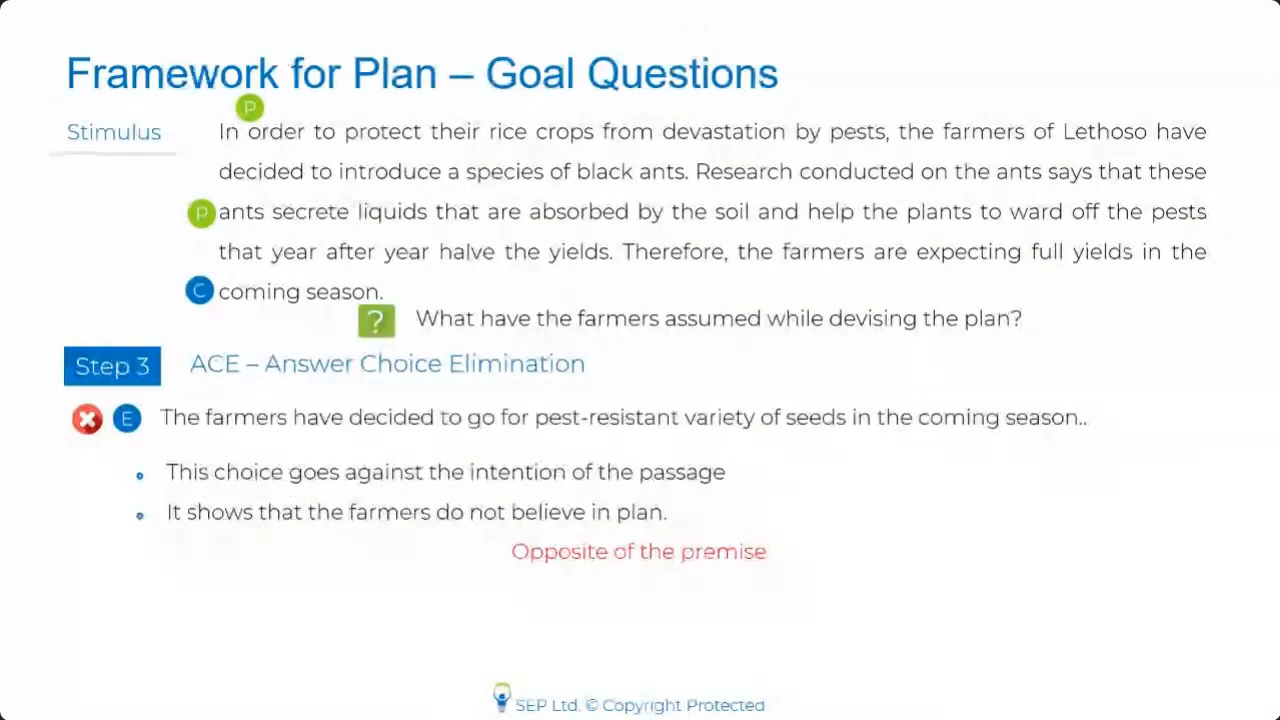 Framework for Plan – Goal Questions
P
Stimulus
In order to protect their rice crops from devastation by pests, the farmers of Lethoso have
decided to introduce a species of black ants. Research conducted on the ants says that these
P ants secrete liquids that are absorbed by the soil and help the plants to ward off the pests
that year after year halve the yields. Therefore, the farmers are expecting full yields in the
C coming season.
? What have the farmers assumed while devising the plan?
Step 3 ACE – Answer Choice Elimination
E The farmers have decided to go for pest-resistant variety of seeds in the coming season..
This choice goes against the intention of the passage
It shows that the farmers do not believe in plan.
Opposite of the premise
SEP Ltd. © Copyright Protected